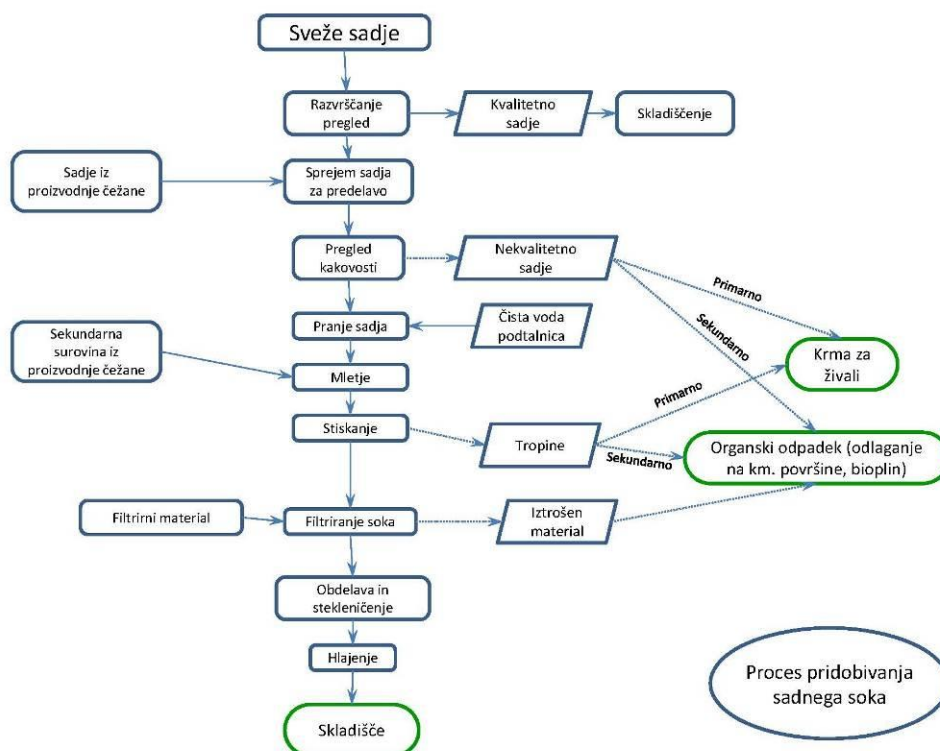 Sveže sadje
Razvrščanje
pregled
Kvalitetno
sadje
Skladiščenje
Sadje iz
proizvodnje čežane
Sprejem sadja
za predelavo
Pregled
kakovosti
Nekvalitetno
sadje
Primarno
Sekundarno
Pranje sadja
Čista voda
podtalnica
Sekundarna
surovina iz
proizvodnje čežane
Mletje
Krma za
živali
Primarno
Stiskanje
Tropine
Sekundarno
Organski odpadek (odlaganje
na km. površine, bioplin)
Filtrirni material
Filtriranje soka
Iztrošen
material
Obdelava in
stekleničenje
Hlajenje
Skladišče
Proces pridobivanja
sadnega soka